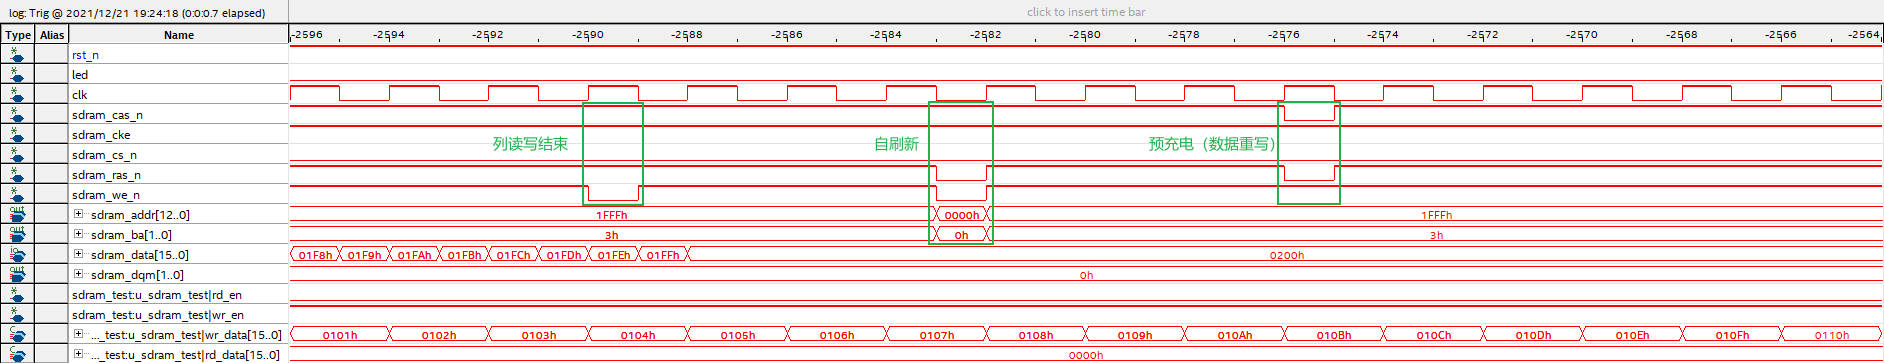 log: Trig @ 2021/12/21 19:24:18 (0:0:0.7 elapsed) click to insert time bar
Type Alias Name -2596 -2594 -2592 -2590 -2588 -2586 -2584 -2582 -2580 -2578 -2576 -2574 -2572 -2570 -2568 -2566 -2564
rst_n
led
clk
sdram_cas_n
sdram_cke
列读写结束 自刷新 预充电（数据重写）
sdram_cs_n
sdram_ras_n
sdram_we_n
sdram_addr[12..0] 1FFFh 0000h 1FFFh
sdram_ba[1..0] 3h 0h 3h
sdram_data[15..0] 01F8h 01F9h 01FAh 01FBh 01FCh 01FDh 01FEh 01FFh 0200h
sdram_dqm[1..0] 0h
sdram_test:u_sdram_test|rd_en
sdram_test:u_sdram_test|wr_en
..._test:u_sdram_test|wr_data[15..0] 0101h 0102h 0103h 0104h 0105h 0106h 0107h 0108h 0109h 010Ah 010Bh 010Ch 010Dh 010Eh 010Fh 0110h
..._test:u_sdram_test|rd_data[15..0] 0000h